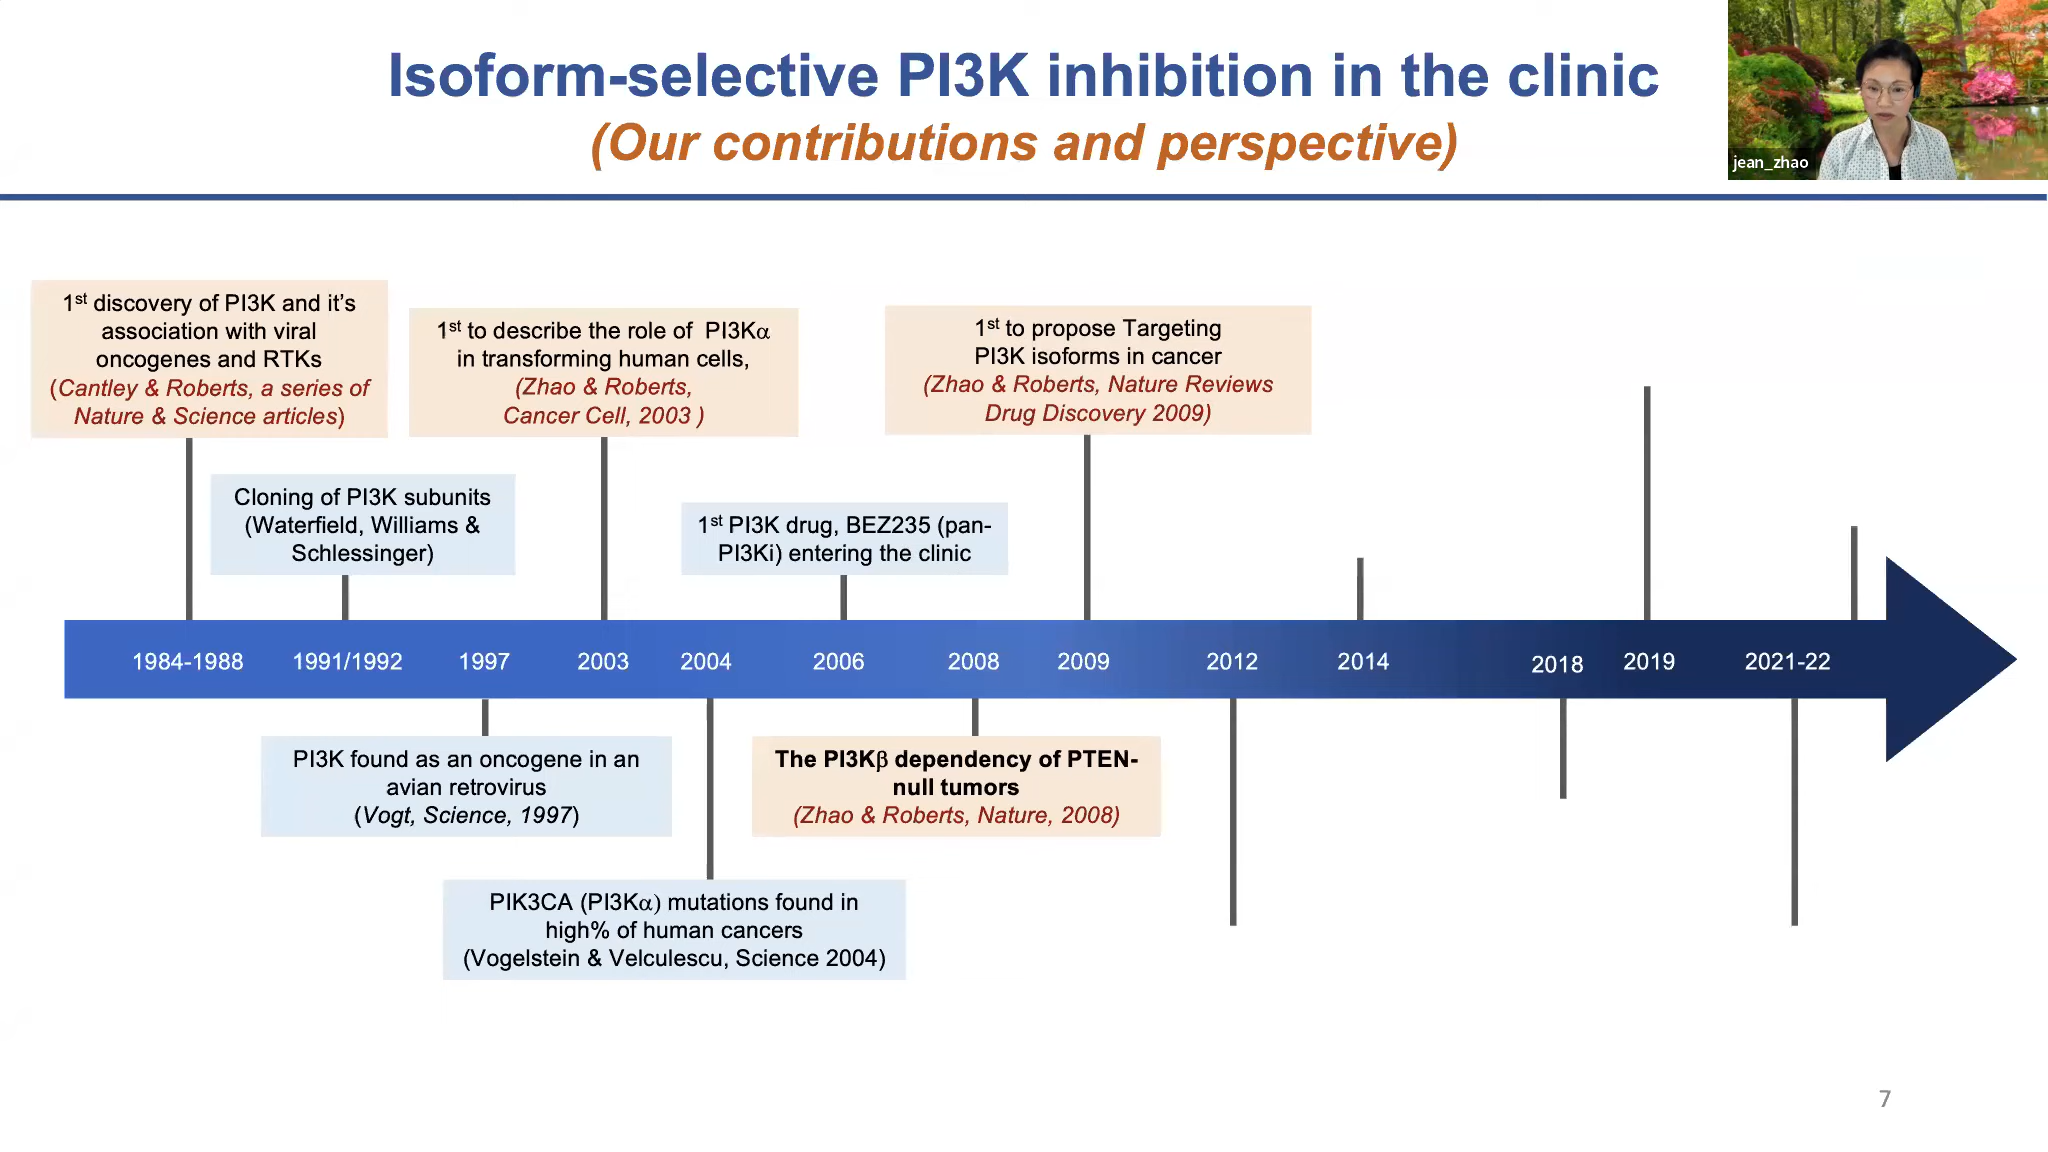 Isoform-selective PI3K inhibition in the clinic
(Our contributions and perspective)
jean_zhao
1st discovery of PI3K and it's
association with viral
oncogenes and RTKs
(Cantley & Roberts, a series of
Nature & Science articles)
1st to describe the role of PI3Kα
in transforming human cells,
(Zhao & Roberts,
Cancer Cell, 2003 )
1st to propose Targeting
PI3K isoforms in cancer
(Zhao & Roberts, Nature Reviews
Drug Discovery 2009)
Cloning of PI3K subunits
(Waterfield, Williams &
Schlessinger)
1st PI3K drug, BEZ235 (pan-
PI3Ki) entering the clinic
1984-1988 1991/1992 1997 2003 2004 2006 2008 2009 2012 2014 2018 2019 2021-22
PI3K found as an oncogene in an
avian retrovirus
(Vogt, Science, 1997)
The PI3Kβ dependency of PTEN-
null tumors
(Zhao & Roberts, Nature, 2008)
PIK3CA (PI3Kα) mutations found in
high% of human cancers
(Vogelstein & Velculescu, Science 2004)
7